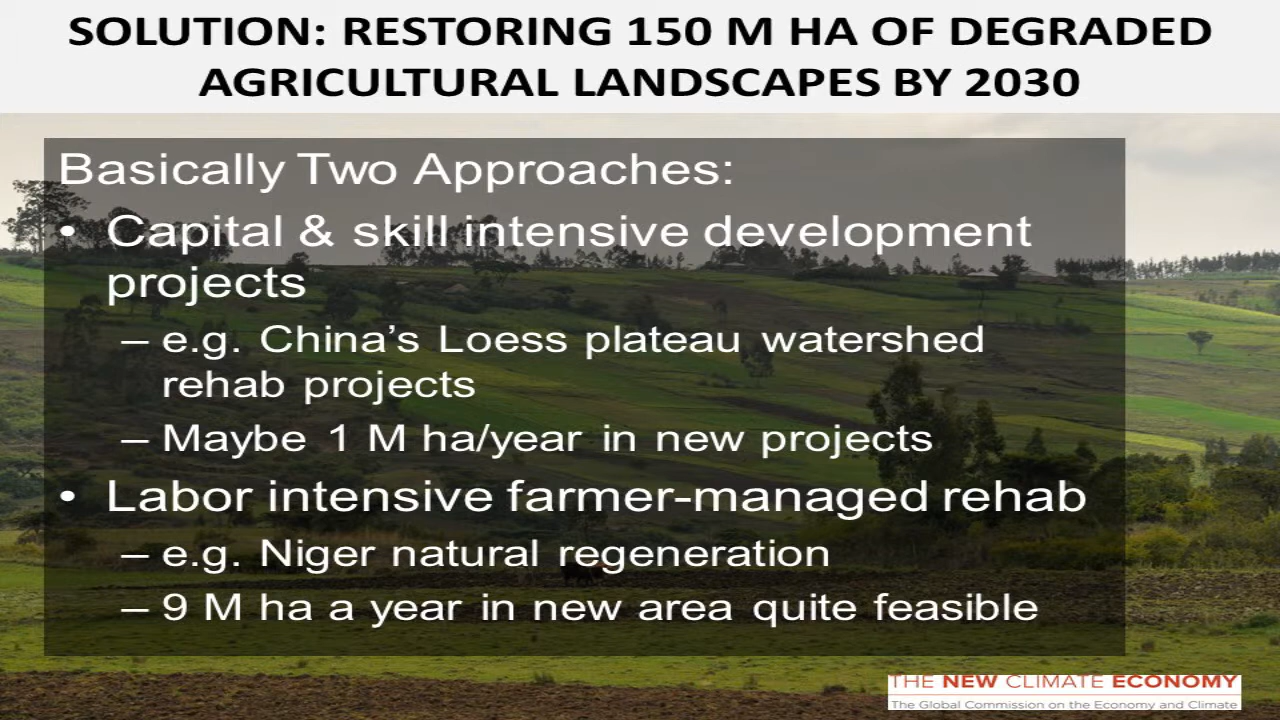 SOLUTION: RESTORING 150 M HA OF DEGRADED
AGRICULTURAL LANDSCAPES BY 2030
Basically Two Approaches:
• Capital & skill intensive development
projects
– e.g. China’s Loess plateau watershed
rehab projects
– Maybe 1 M ha/year in new projects
• Labor intensive farmer-managed rehab
– e.g. Niger natural regeneration
– 9 M ha a year in new area quite feasible
THE NEW CLIMATE ECONOMY
The Global Commission on the Economy and Climate